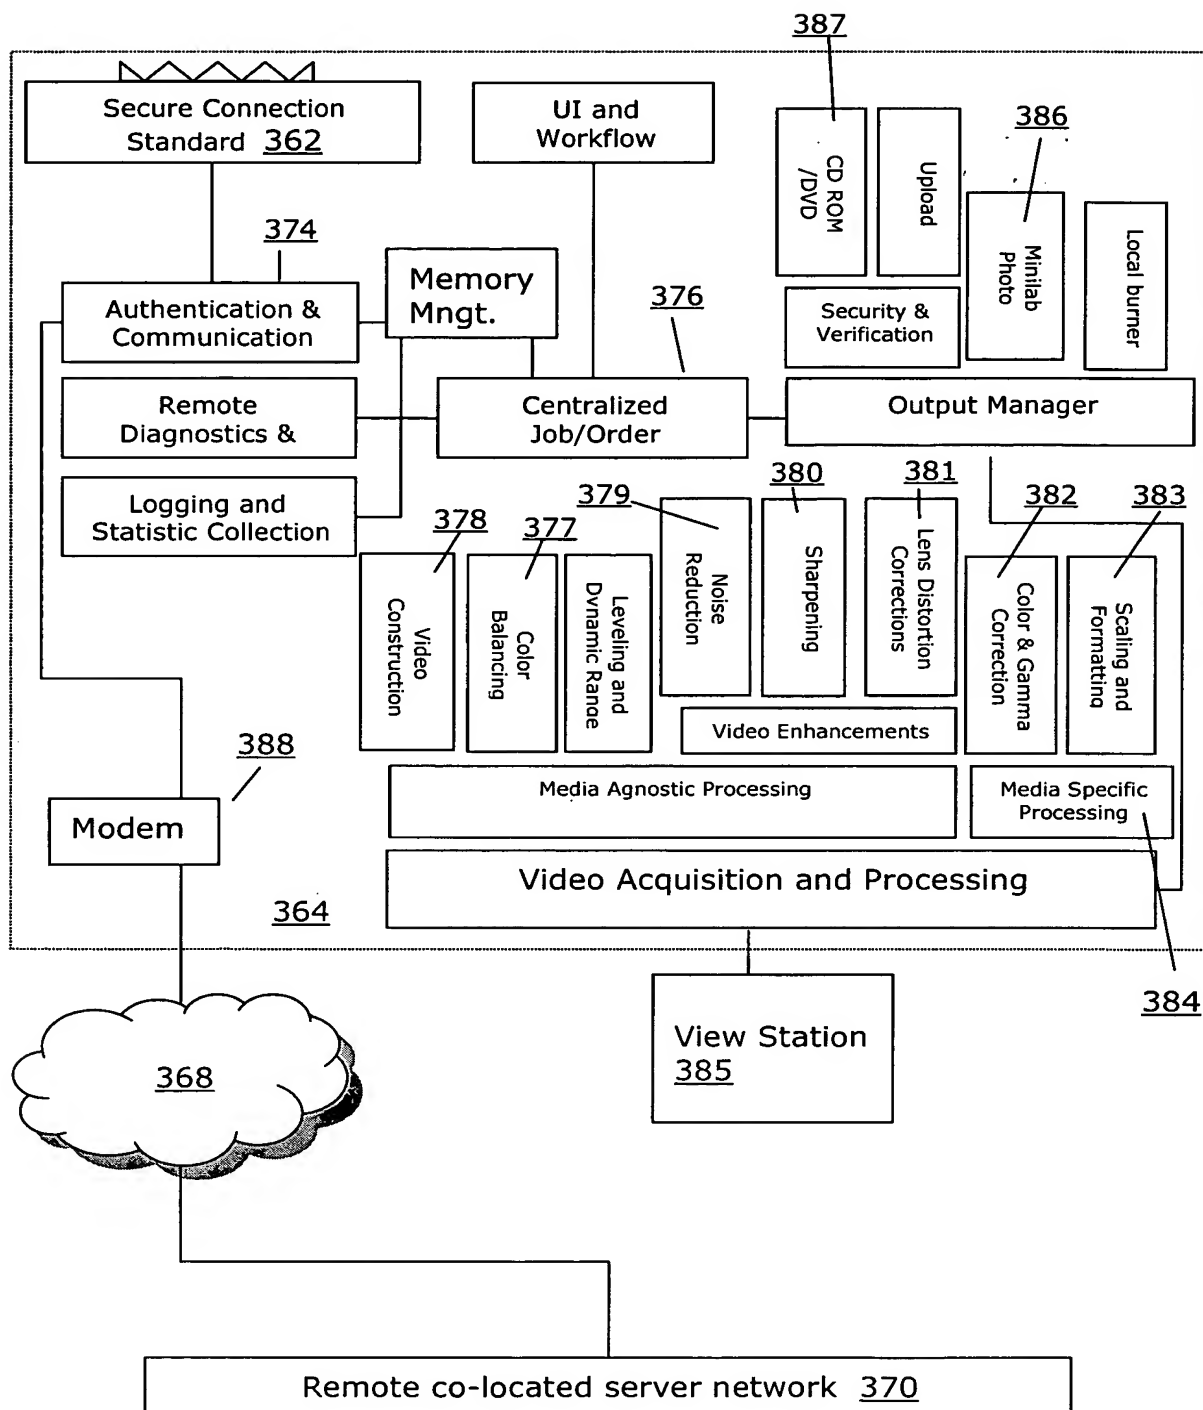 387
Secure Connection
Standard 362
UI and
Workflow
CD ROM
/DVD
Upload
386
Minilab
Photo
Local burner
374
Authentication &
Communication
Memory
Mngt.
376
Security &
Verification
Remote
Diagnostics &
Centralized
Job/Order
Output Manager
Logging and
Statistic Collection
378
377
379
380
381
382
383
Video
Construction
Color
Balancing
Leveling and
Dynamic Range
Noise
Reduction
Sharpening
Lens Distortion
Corrections
Color & Gamma
Correction
Scaling and
Formatting
Video Enhancements
388
Modem
Media Agnostic Processing
Media Specific
Processing
Video Acquisition and Processing
364
384
View Station
385
368
Remote co-located server network 370